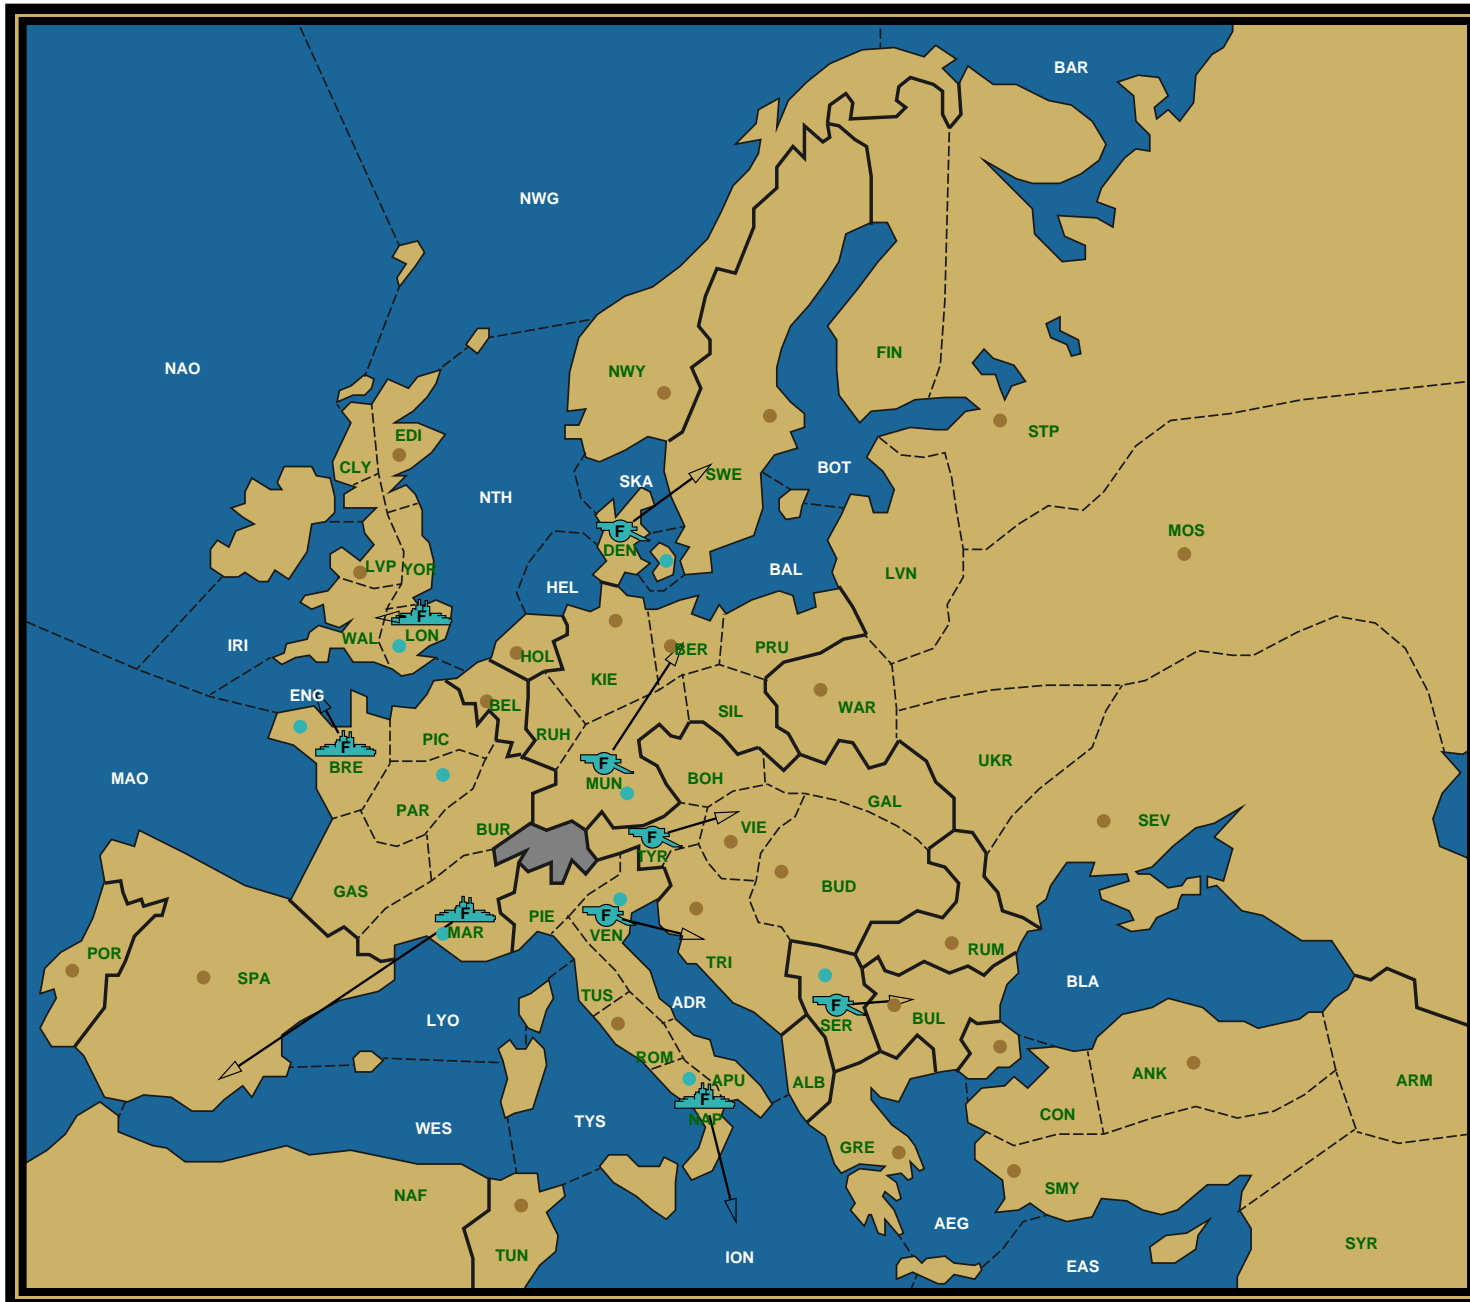 BAR
NWG
NAO
FIN
NWY
STP
EDI
CLY
SWE
BOT
SKA
NTH
MOS
F
DEN
LVP
YOR
BAL
LVN
HEL
F
LON
WAL
IRI
PRU
BER
HOL
KIE
ENG
BEL
WAR
SIL
RUH
PIC
F
BRE
UKR
F
MUN
BOH
MAO
GAL
PAR
SEV
BUR
VIE
F
TYR
BUD
GAS
F
MAR
PIE
F
VEN
RUM
POR
TRI
SPA
BLA
TUS
ADR
F
SER
BUL
LYO
ROM
ANK
APU
ALB
ARM
F
NAP
CON
TYS
WES
GRE
SMY
NAF
AEG
SYR
TUN
ION
EAS